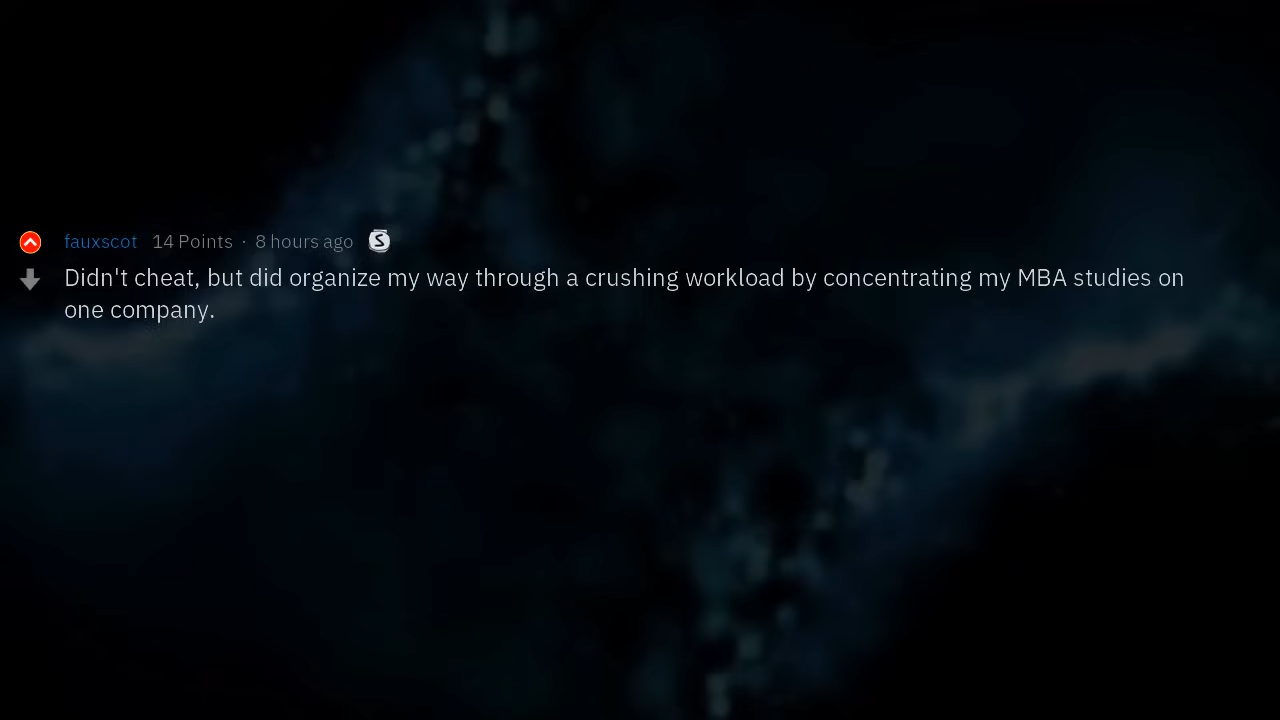 fauxscot 14 Points · 8 hours ago
Didn't cheat, but did organize my way through a crushing workload by concentrating my MBA studies on
one company.